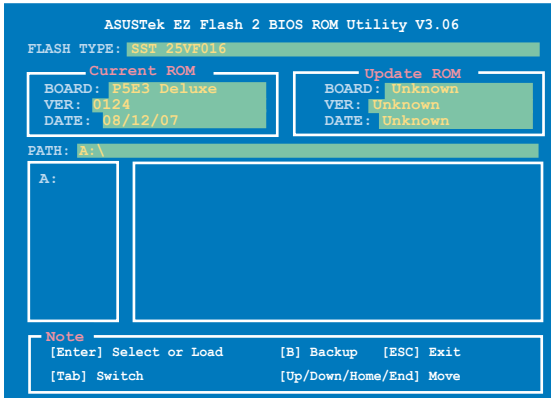 ASUSTek EZ Flash 2 BIOS ROM Utility V3.06
FLASH TYPE: SST 25VF016
Current ROM
BOARD: P5E3 Deluxe
VER: 0124
DATE: 08/12/07
Update ROM
BOARD: Unknown
VER: Unknown
DATE: Unknown
PATH: A:\
A:
Note
[Enter] Select or Load [B] Backup [ESC] Exit
[Tab] Switch [Up/Down/Home/End] Move